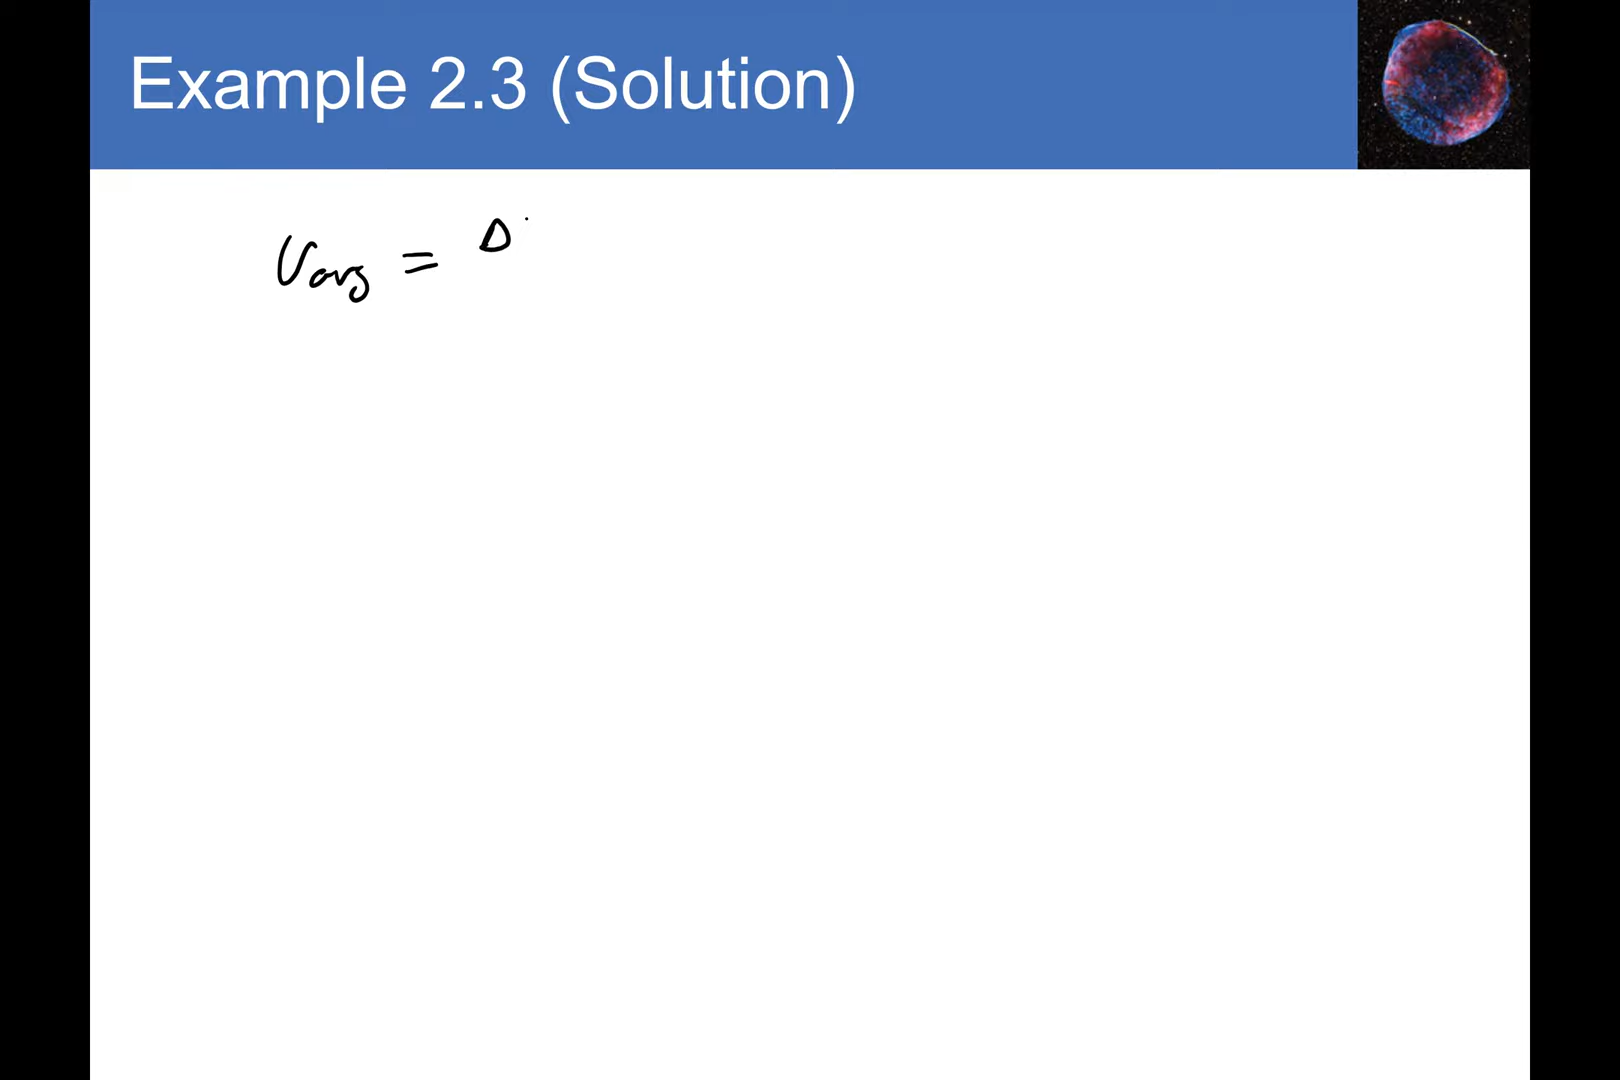 Example 2.3 (Solution)
Vavg = Δ